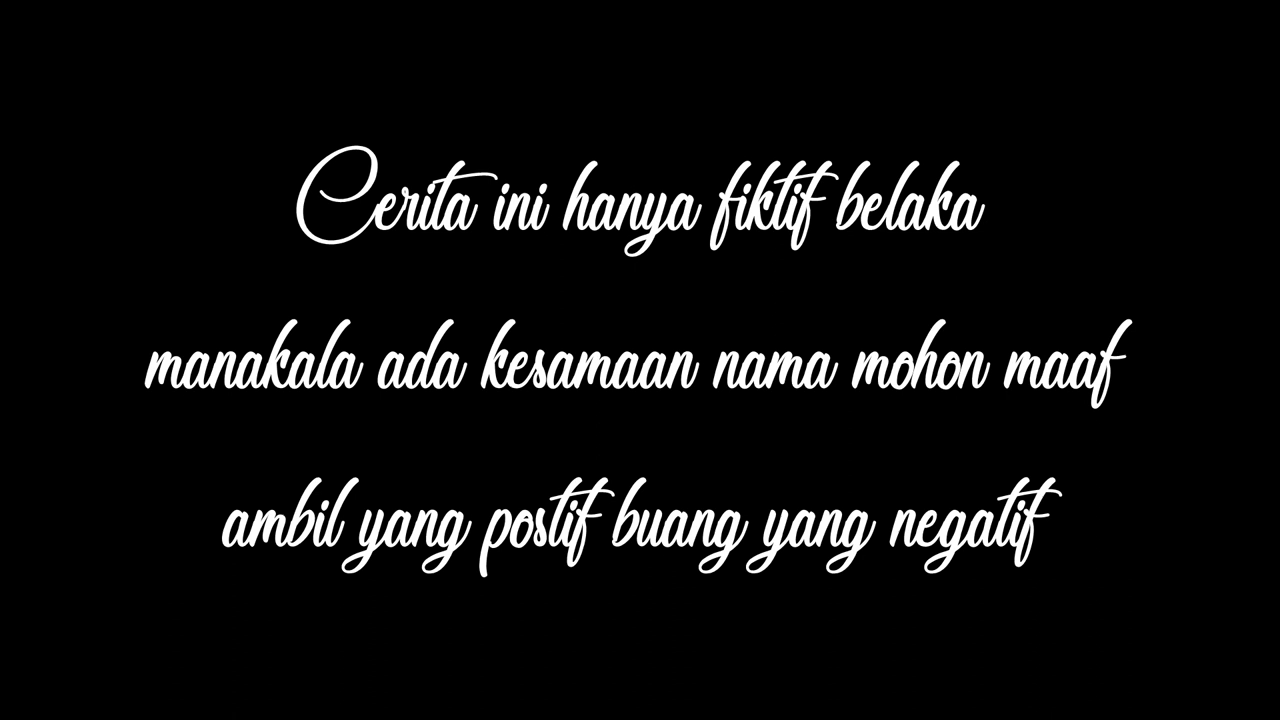 Cerita ini hanya fiktif belaka
manakala ada kesamaan nama mohon maaf
ambil yang postif buang yang negatif